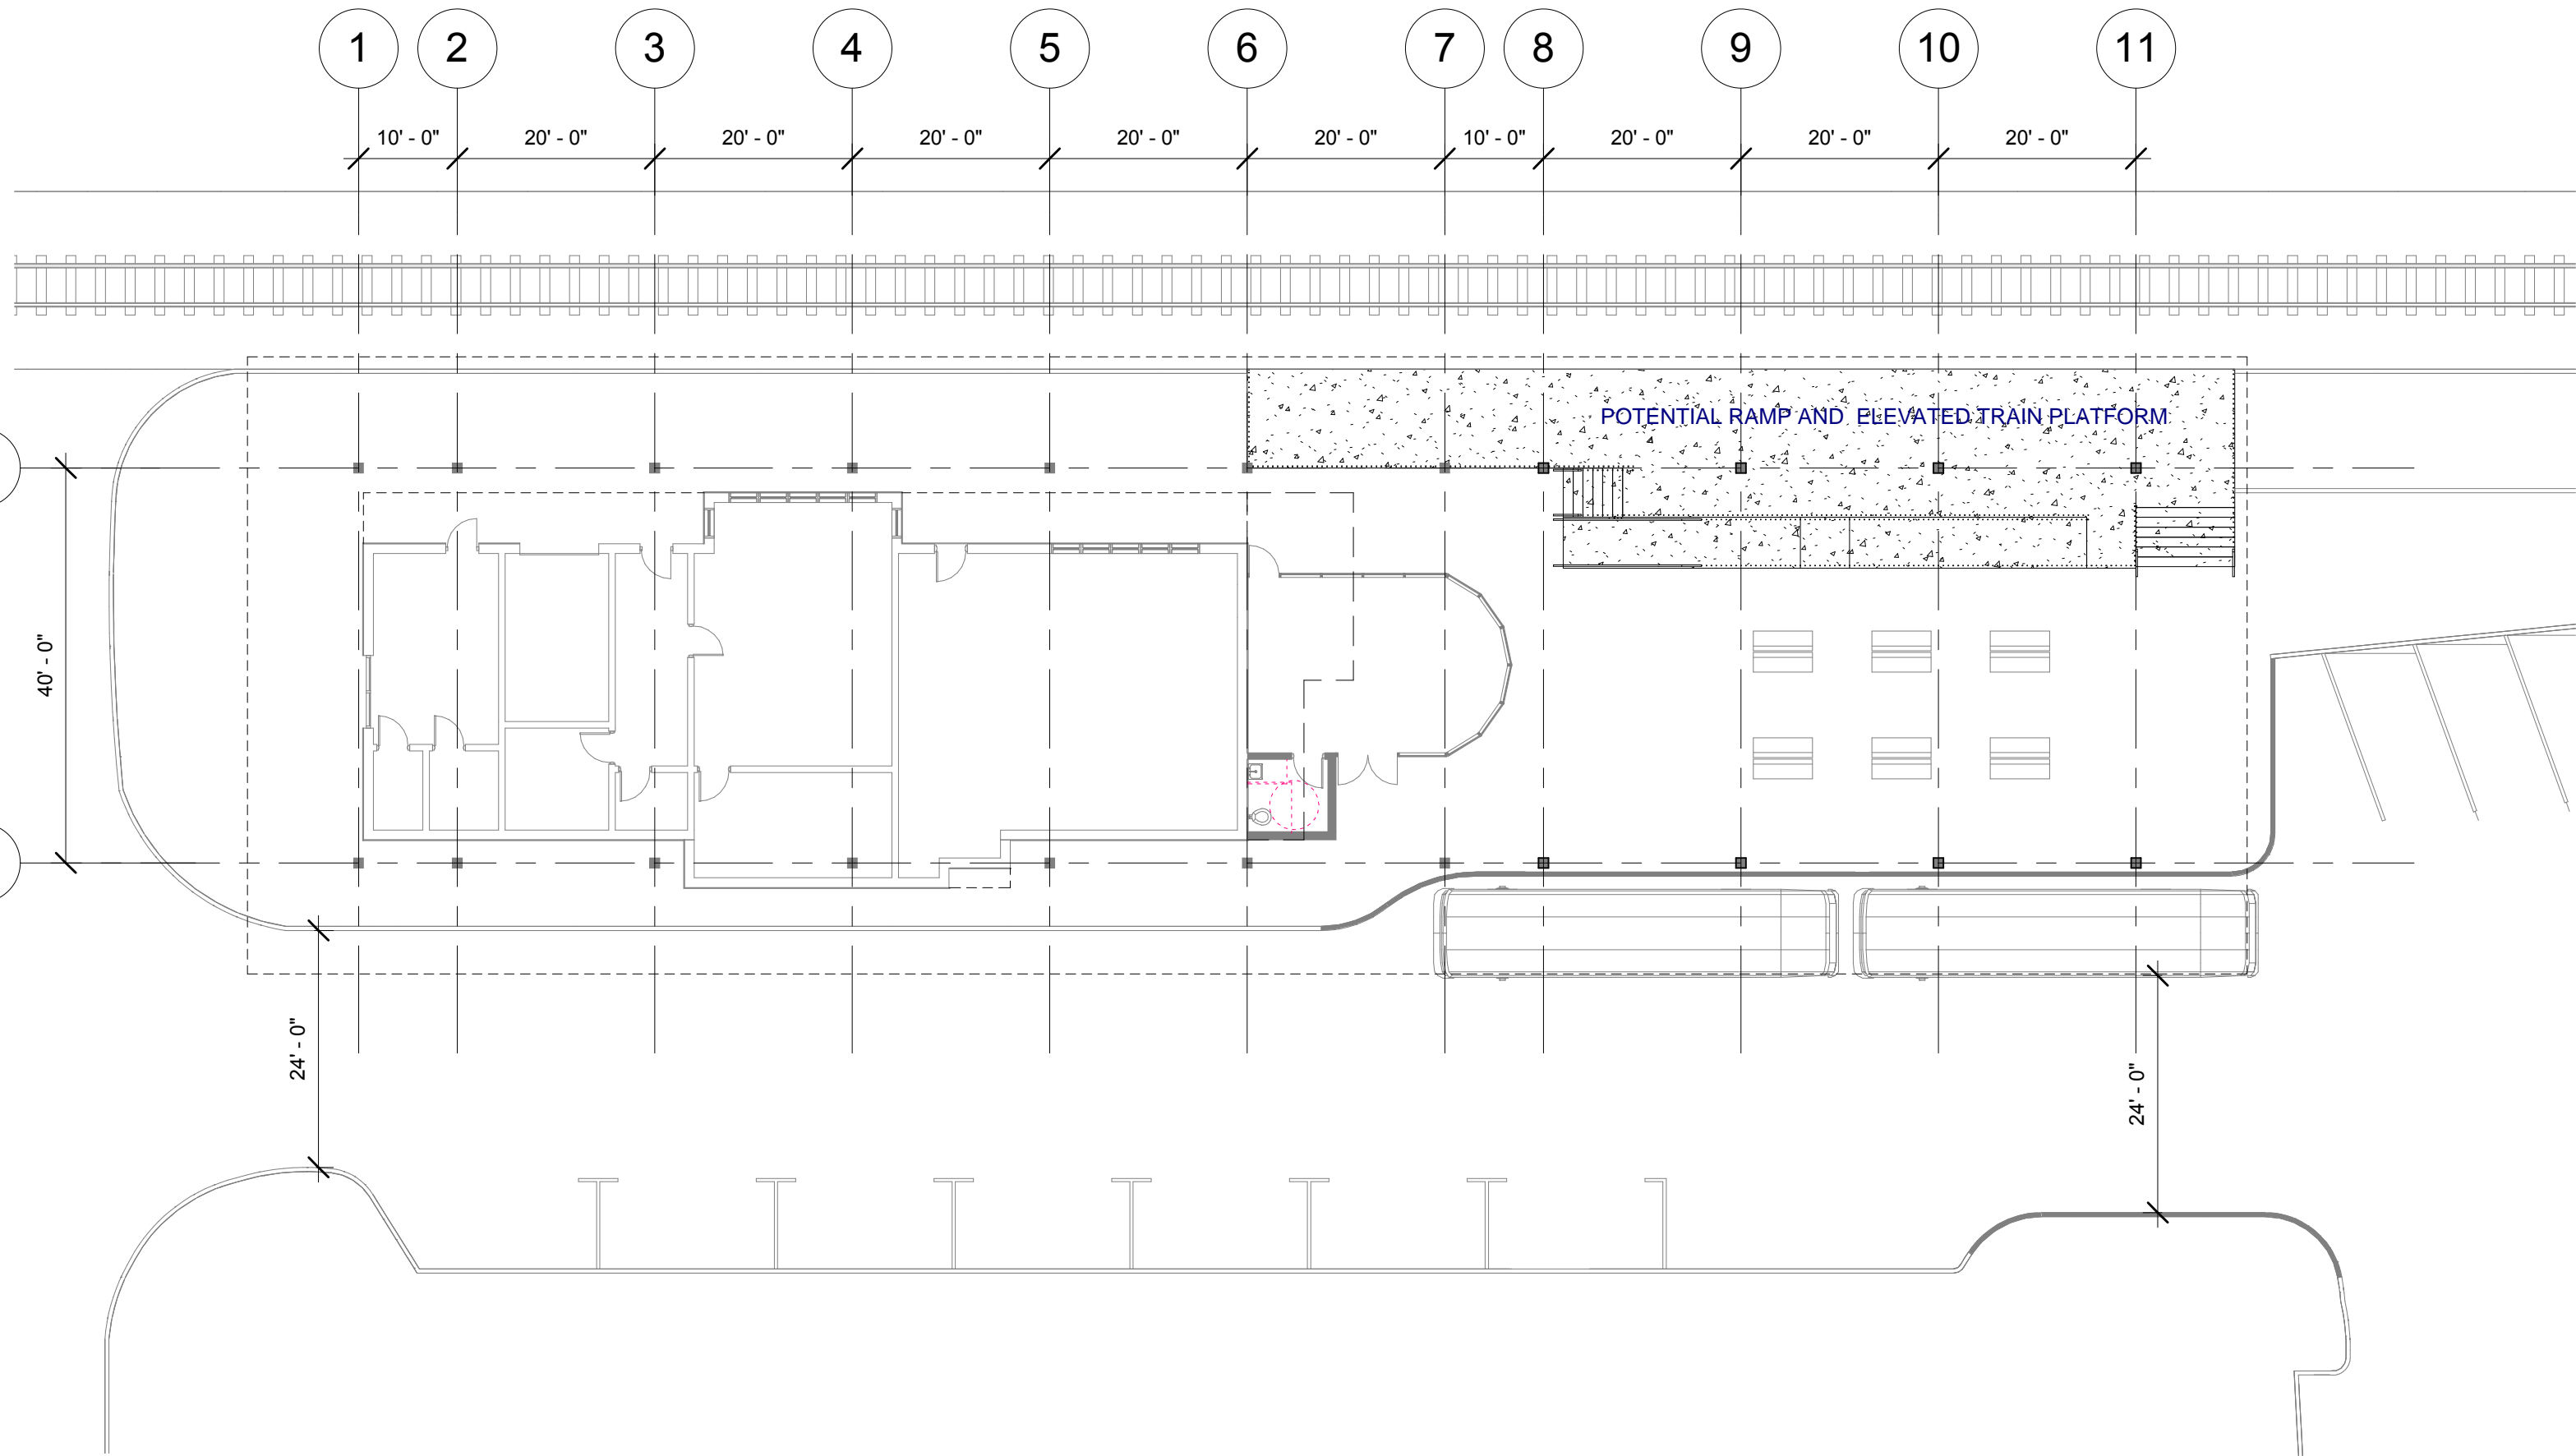 1 2 3 4 5 6 7 8 9 10 11
10' - 0" 20' - 0" 20' - 0" 20' - 0" 20' - 0" 20' - 0" 10' - 0" 20' - 0" 20' - 0" 20' - 0"
POTENTIAL RAMP AND ELEVATED TRAIN PLATFORM
40' - 0"
24' - 0"
24' - 0"